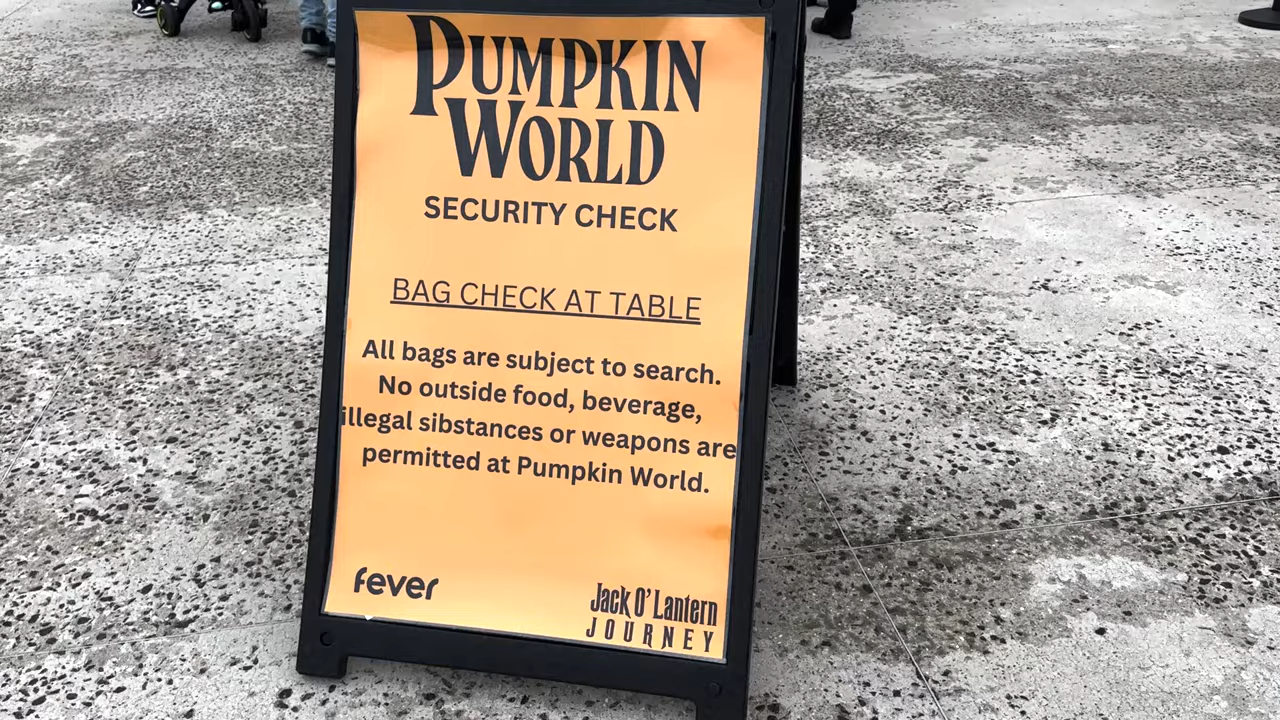 PUMPKIN
WORLD
SECURITY CHECK
BAG CHECK AT TABLE
All bags are subject to search.
No outside food, beverage,
illegal sibstances or weapons are
permitted at Pumpkin World.
fever
Jack O' Lantern
JOURNEY